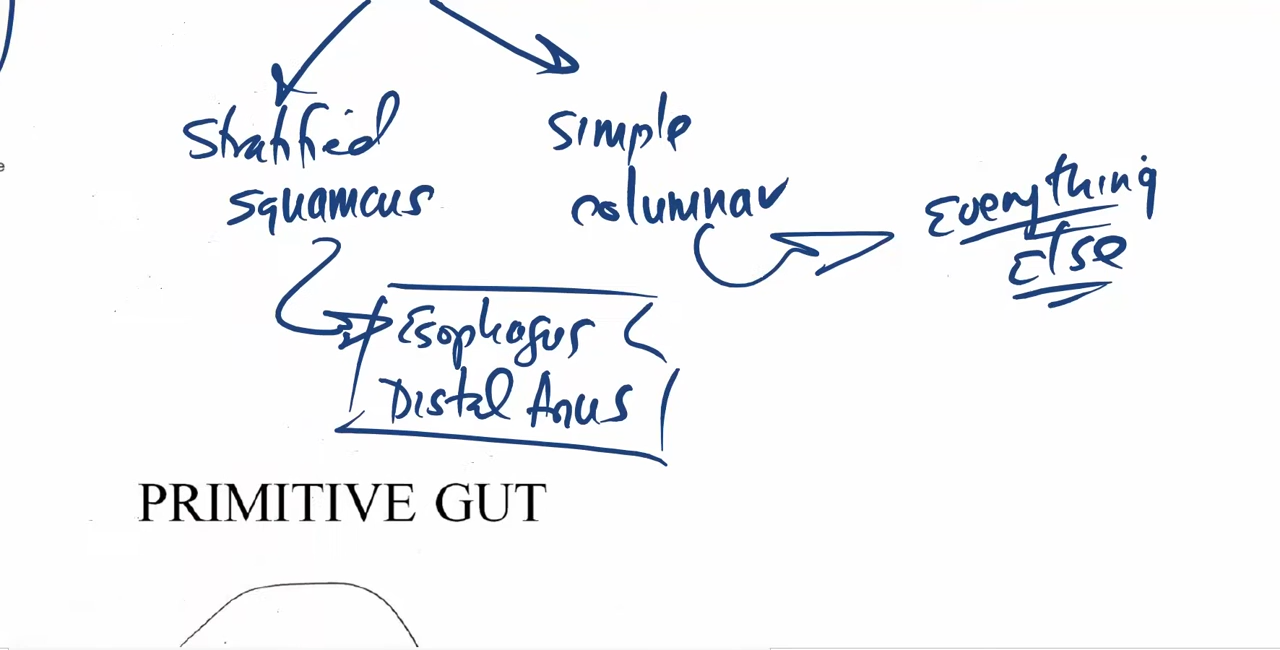 Stratified
squamous
simple
columnar
Everything
Else
Esophagus
Distal Anus
PRIMITIVE GUT
e